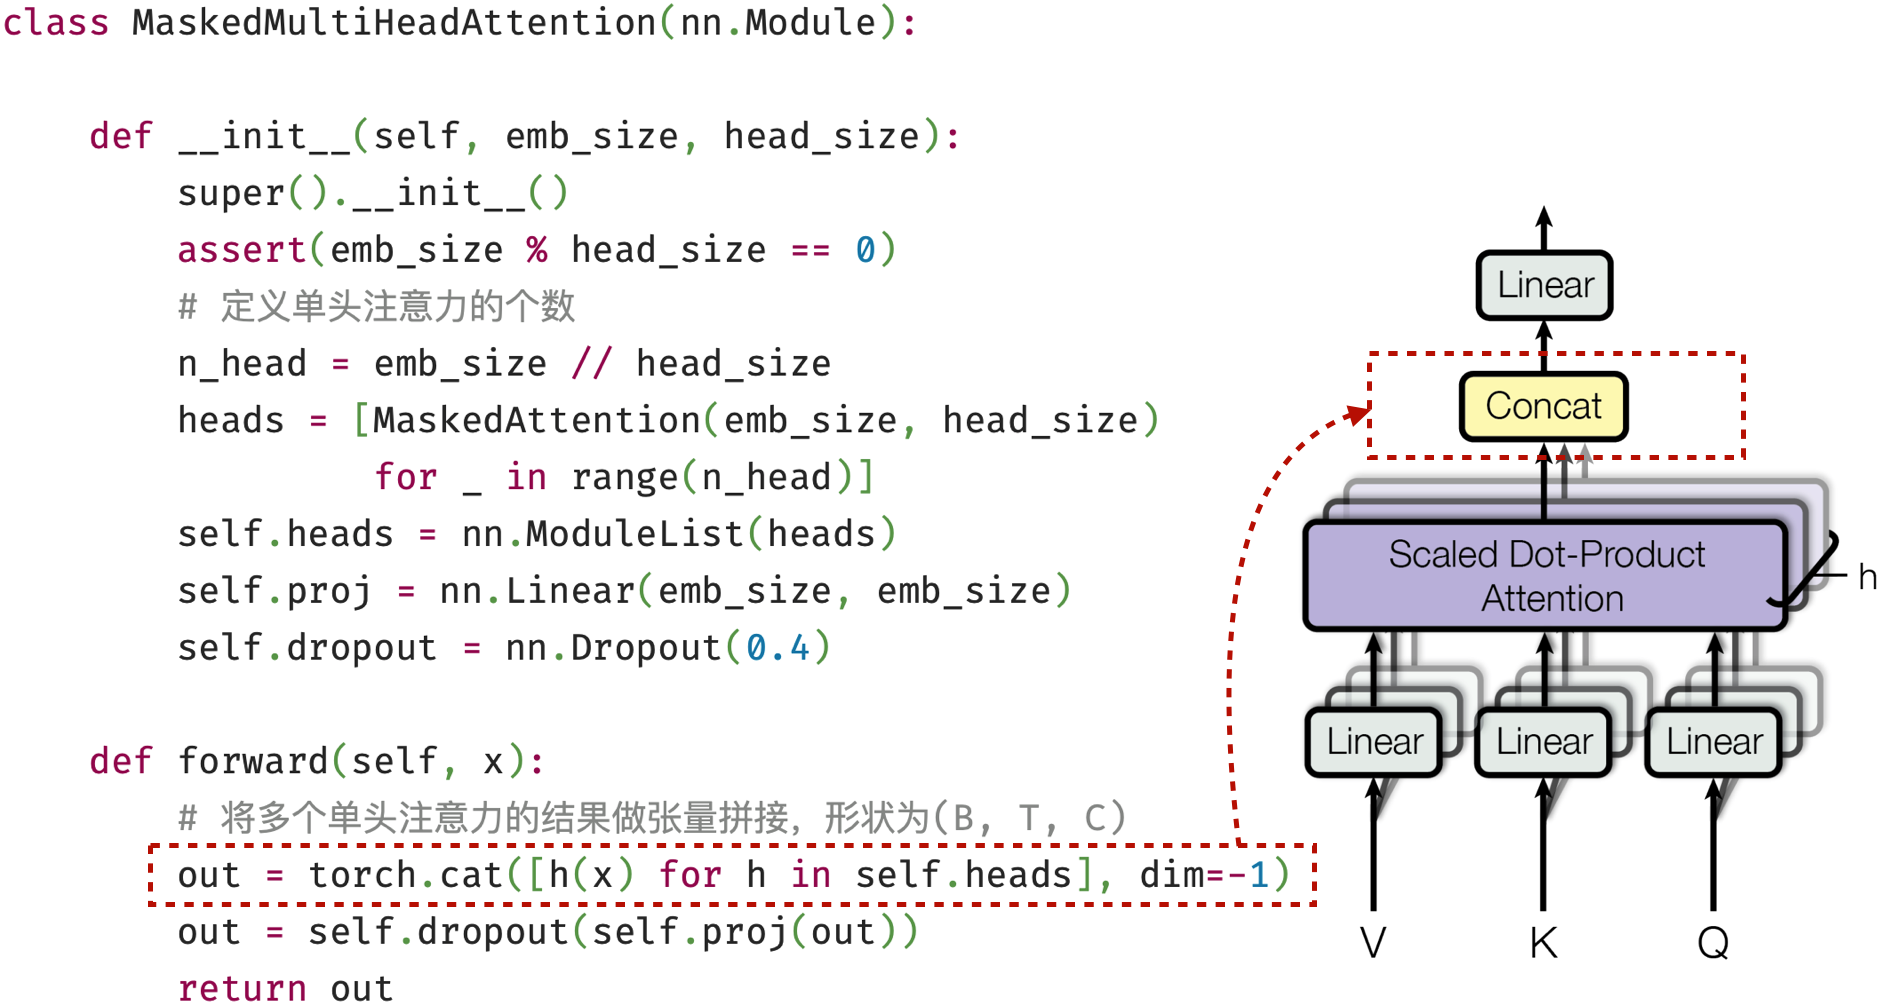 class MaskedMultiHeadAttention(nn.Module):
def __init__(self, emb_size, head_size):
super().__init__()
assert(emb_size % head_size == 0)
# 定义单头注意力的个数
n_head = emb_size // head_size
heads = [MaskedAttention(emb_size, head_size)
for _ in range(n_head)]
self.heads = nn.ModuleList(heads)
self.proj = nn.Linear(emb_size, emb_size)
self.dropout = nn.Dropout(0.4)
def forward(self, x):
# 将多个单头注意力的结果做张量拼接，形状为(B, T, C)
out = torch.cat([h(x) for h in self.heads], dim=-1)
out = self.dropout(self.proj(out))
return out
Linear
Concat
Scaled Dot-Product
Attention
h
Linear
Linear
Linear
V
K
Q